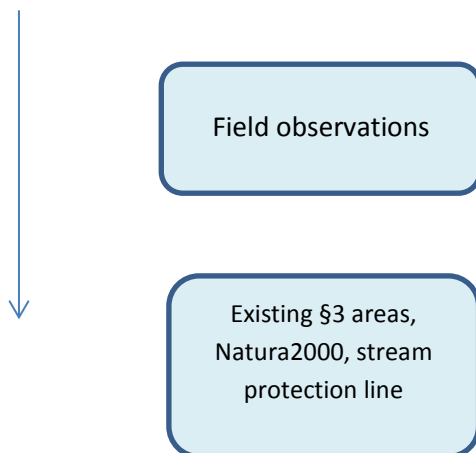 Field observations
Existing §3 areas,
Natura2000, stream
protection line